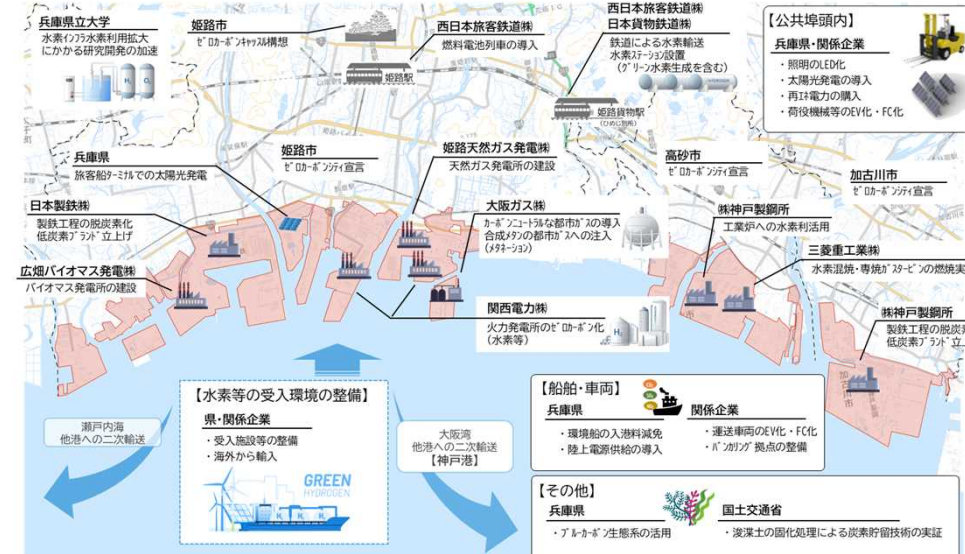 兵庫県立大学
水素インフラ水素利用拡大
にかかる研究開発の加速
姫路市
ゼロカーボンキャッスル構想
西日本旅客鉄道㈱
燃料電池列車の導入
姫路駅
西日本旅客鉄道㈱
日本貨物鉄道㈱
鉄道による水素輸送
水素ステーション設置
(グリーン水素生成を含む)
姫路貨物駅
(ひめじ別所)
【公共埠頭内】
兵庫県・関係企業
・照明のLED化
・太陽光発電の導入
・再エネ電力の購入
・荷役機械等のEV化・FC化
兵庫県
旅客船ターミナルでの太陽光発電
姫路市
ゼロカーボンシティ宣言
姫路天然ガス発電㈱
天然ガス発電所の建設
高砂市
ゼロカーボンシティ宣言
加古川市
ゼロカーボンシティ宣言
日本製鉄㈱
製鉄工程の脱炭素化
低炭素ブランド立上げ
大阪ガス㈱
カーボンニュートラルな都市ガスの導入
合成メタンの都市ガスへの注入
(メタネーション)
㈱神戸製鋼所
工業炉への水素利活用
三菱重工業㈱
水素混焼・専焼ガスタービンの燃焼実
広畑バイオマス発電㈱
バイオマス発電所の建設
関西電力㈱
火力発電所のゼロカーボン化
(水素等)
㈱神戸製鋼所
製鉄工程の脱炭素
低炭素ブランド立上
加古川市
【水素等の受入環境の整備】
県・関係企業
・受入施設等の整備
・海外から輸入
GREEN
HYDROGEN
H₂ H₂ H₂
瀬戸内海
他港への二次輸送
大阪湾
他港への二次輸送
【神戸港】
【船舶・車両】
兵庫県
・環境船の入港料減免
・陸上電源供給の導入
関係企業
・運送車両のEV化・FC化
・バンカリング拠点の整備
【その他】
兵庫県
・ブルーカーボン生態系の活用
国土交通省
・浚渫土の固化処理による炭素貯留技術の実証